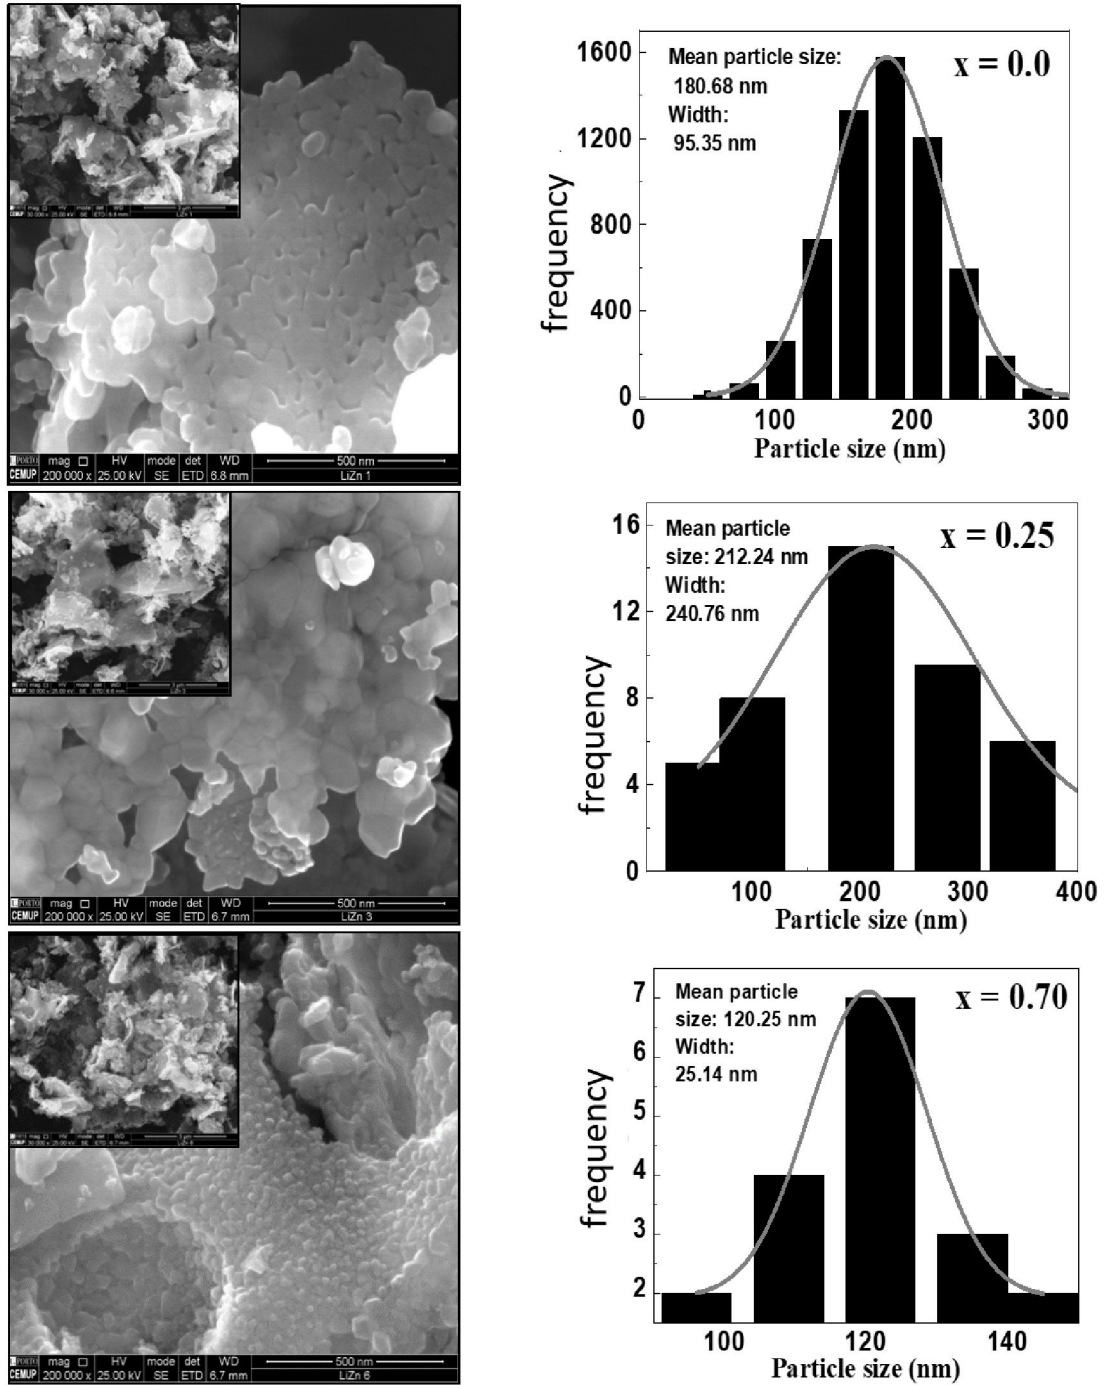 mag □ HV mode det WD 500 nm
CEMUP 200 000 x 25.00 kV SE ETD 6.8 mm LiZn 1
1600
1200
800
400
0
frequency
Mean particle size:
180.68 nm
Width:
95.35 nm
x = 0.0
0 100 200 300
Particle size (nm)
mag □ HV mode det WD 500 nm
CEMUP 200 000 x 25.00 kV SE ETD 6.7 mm LiZn 3
16
12
8
4
0
frequency
Mean particle
size: 212.24 nm
Width:
240.76 nm
x = 0.25
100 200 300 400
Particle size (nm)
mag □ HV mode det WD 500 nm
CEMUP 200 000 x 25.00 kV SE ETD 6.7 mm LiZn 6
7
6
5
4
3
2
frequency
Mean particle
size: 120.25 nm
Width:
25.14 nm
x = 0.70
100 120 140
Particle size (nm)